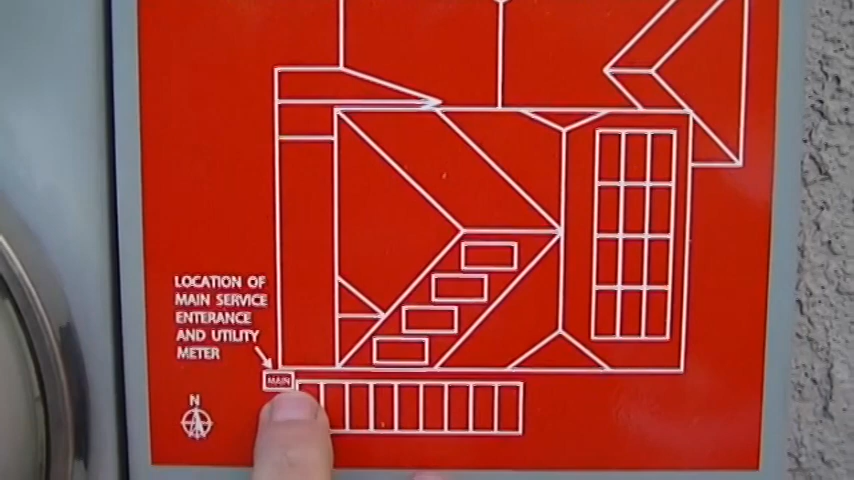 LOCATION OF
MAIN SERVICE
ENTERANCE
AND UTILITY
METER
MAIN
N